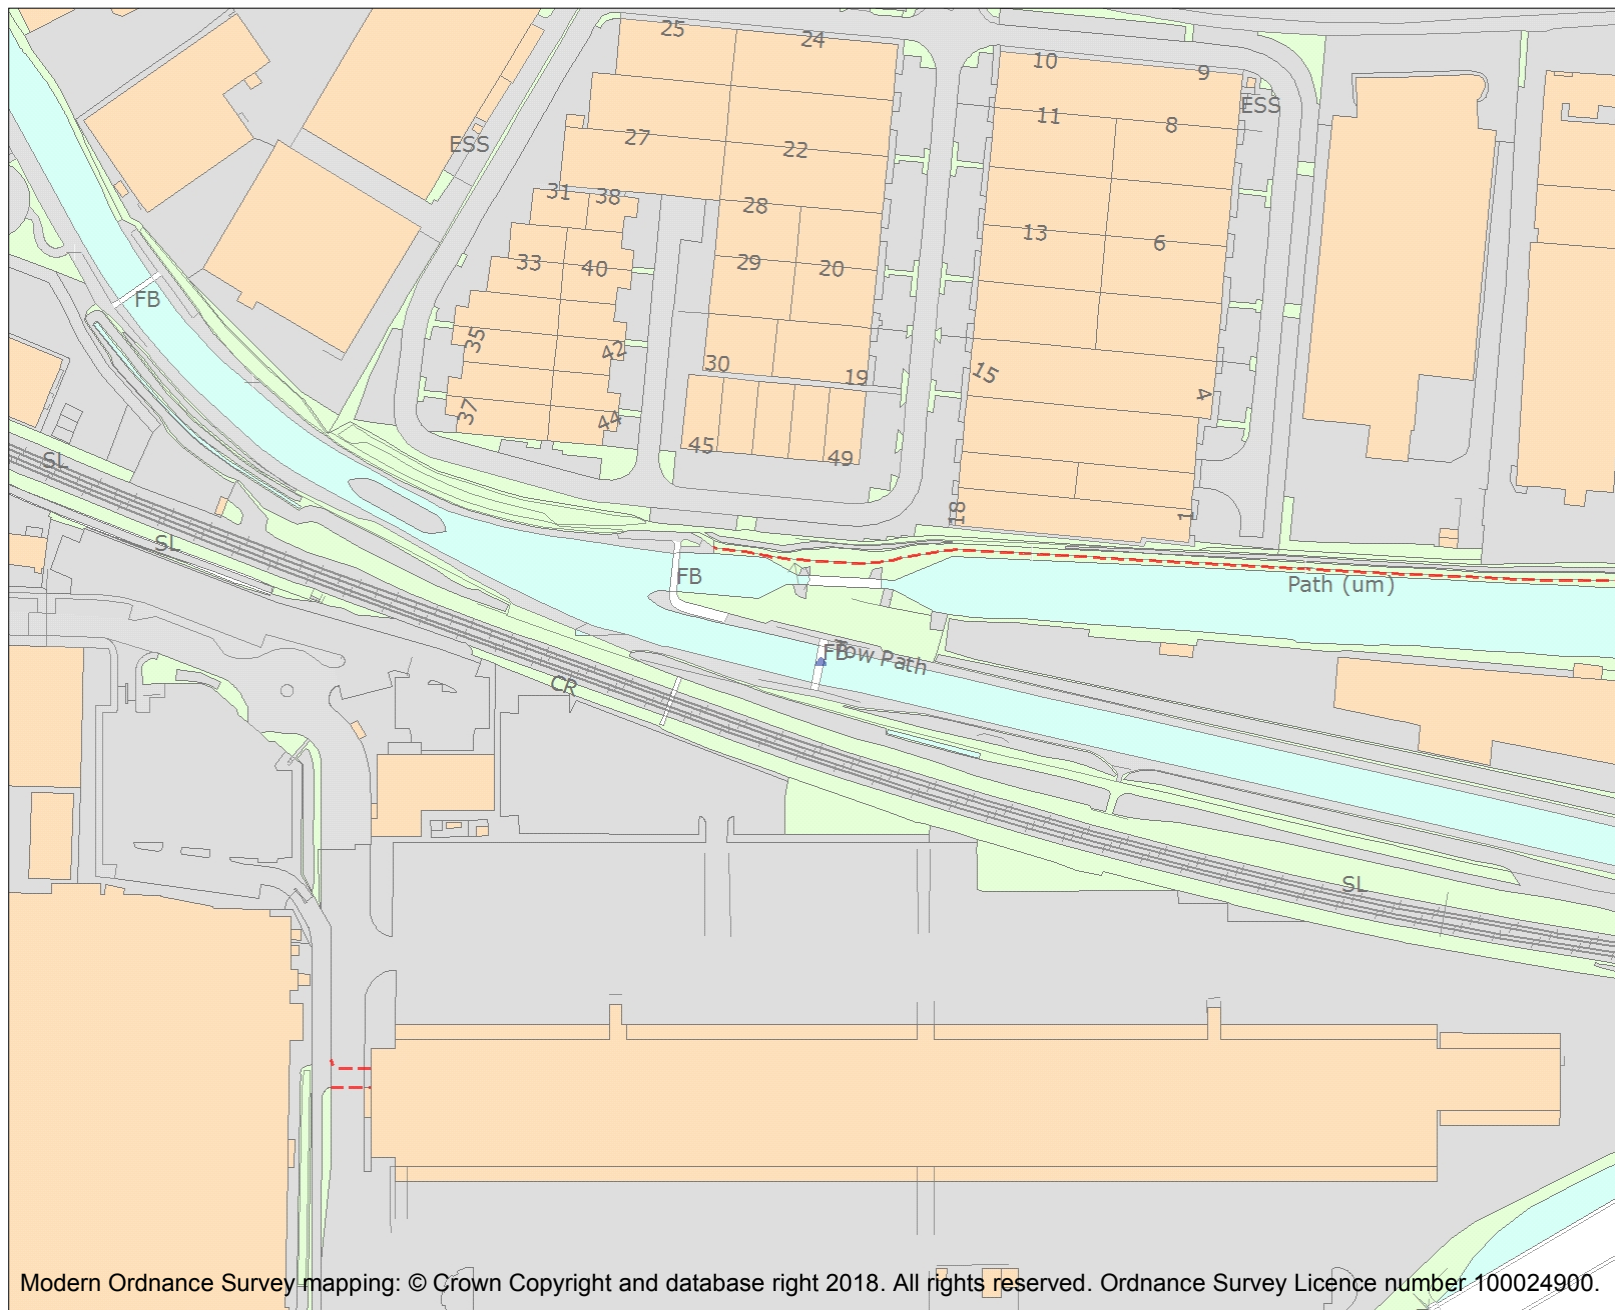 25
24
10
9
ESS
11
8
27
ESS
22
31
38
28
13
6
33
40
29
20
FB
35
42
30
19
15
4
37
44
45
49
SL
18
1
SL
FB
Path (um)
FB
Tow Path
CR
SL
Modern Ordnance Survey mapping: © Crown Copyright and database right 2018. All rights reserved. Ordnance Survey Licence number 100024900.